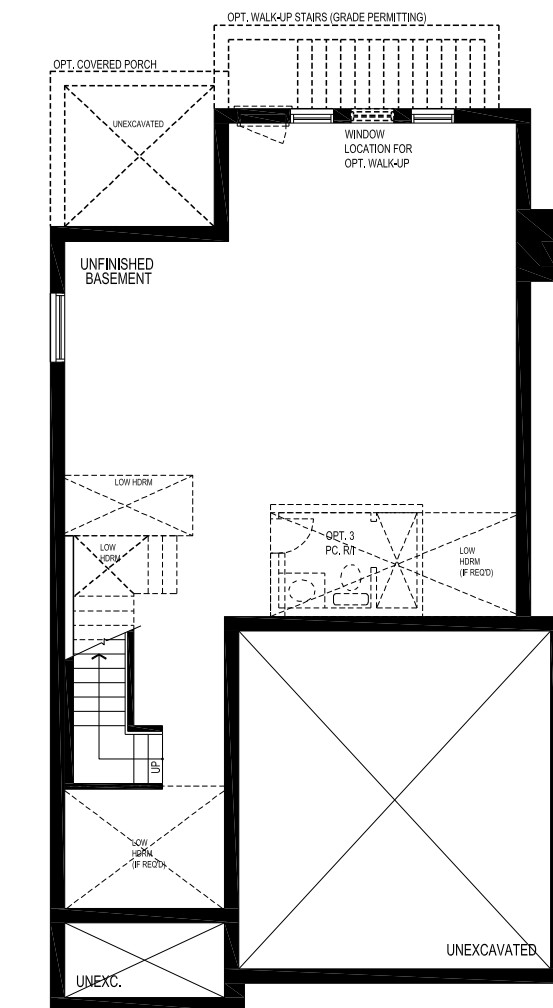 OPT. WALK-UP STAIRS (GRADE PERMITTING)
OPT. COVERED PORCH
UNEXCAVATED
WINDOW
LOCATION FOR
OPT. WALK-UP
UNFINISHED
BASEMENT
LOW HDRM
LOW
HDRM
OPT. 3
PC. R/I
LOW
HDRM
(IF REQ'D)
UP
LOW
HDRM
(IF REQ'D)
UNEXCAVATED
UNEXC.